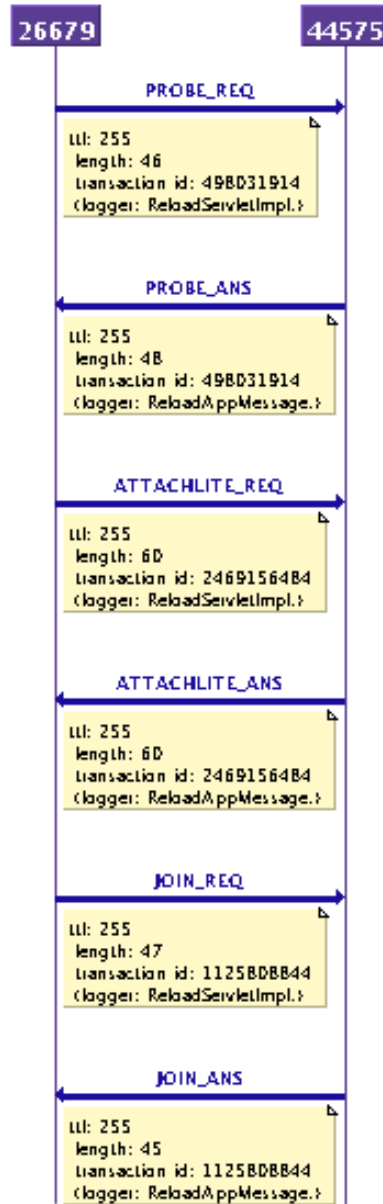 26679 44575
PROBE_REQ
ttl: 255
length: 46
transaction id: 498031914
(logger: ReloadServletImpl.)
PROBE_ANS
ttl: 255
length: 48
transaction id: 498031914
(logger: ReloadAppMessage.)
ATTACHLITE_REQ
ttl: 255
length: 60
transaction id: 2469156484
(logger: ReloadServletImpl.)
ATTACHLITE_ANS
ttl: 255
length: 60
transaction id: 2469156484
(logger: ReloadAppMessage.)
JOIN_REQ
ttl: 255
length: 47
transaction id: 1125808844
(logger: ReloadServletImpl.)
JOIN_ANS
ttl: 255
length: 45
transaction id: 1125808844
(logger: ReloadAppMessage.)